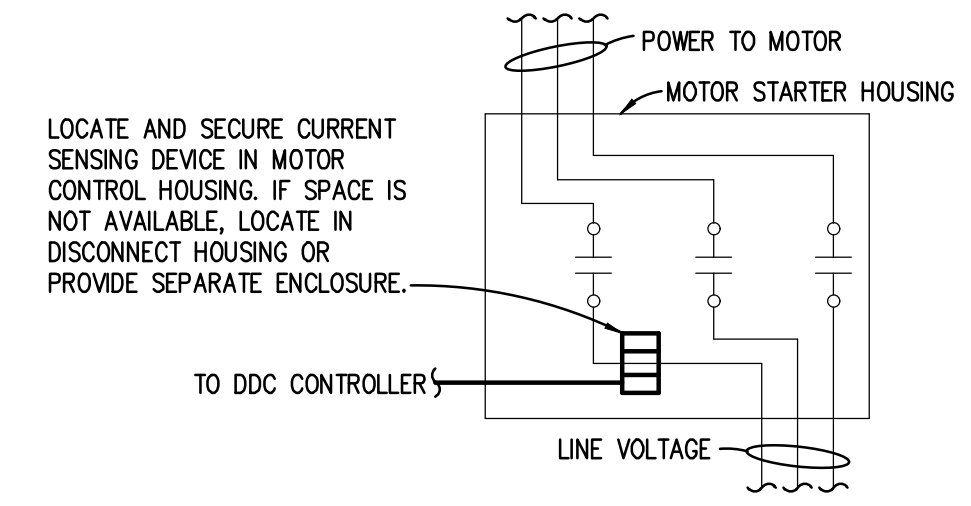 POWER TO MOTOR
MOTOR STARTER HOUSING
LOCATE AND SECURE CURRENT
SENSING DEVICE IN MOTOR
CONTROL HOUSING. IF SPACE IS
NOT AVAILABLE, LOCATE IN
DISCONNECT HOUSING OR
PROVIDE SEPARATE ENCLOSURE.
TO DDC CONTROLLER
LINE VOLTAGE